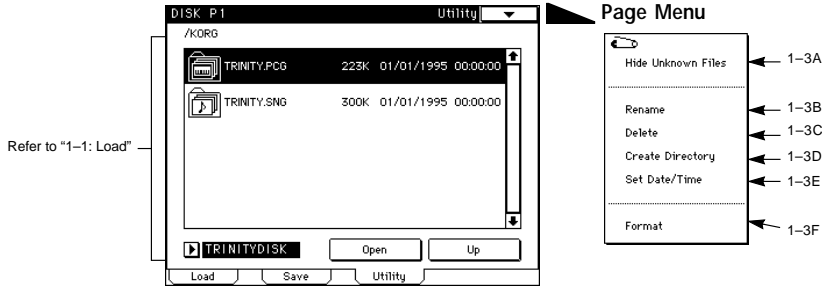 DISK P1 Utility
/KORG
TRINITY.PCG 223K 01/01/1995 00:00:00
TRINITY.SNG 300K 01/01/1995 00:00:00
Refer to “1–1: Load”
TRINITYDISK Open Up
Load Save Utility
Page Menu
Hide Unknown Files 1–3A
Rename 1–3B
Delete 1–3C
Create Directory 1–3D
Set Date/Time 1–3E
Format 1–3F